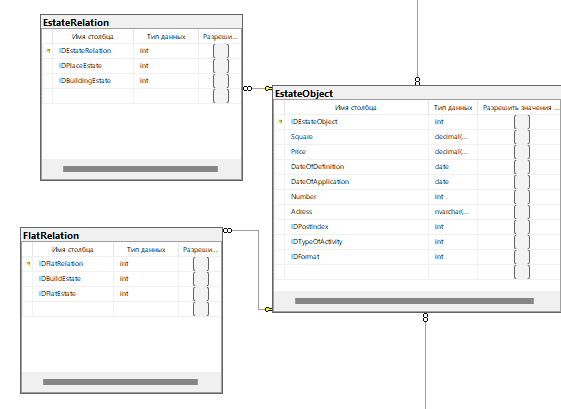 EstateRelation
Имя столбца Тип данных Разреши...
IDEstateRelation int
IDPlaceEstate int
IDBuildingEstate int
EstateObject
Имя столбца Тип данных Разрешить значения ...
IDEstateObject int
Square decimal(...
Price decimal(...
DateOfDefinition date
DateOfApplication date
Number int
Adress nvarchar(...
IDPostIndex int
IDTypeOfActivity int
IDFormat int
FlatRelation
Имя столбца Тип данных Разреши...
IDFlatRelation int
IDBuildEstate int
IDFlatEstate int